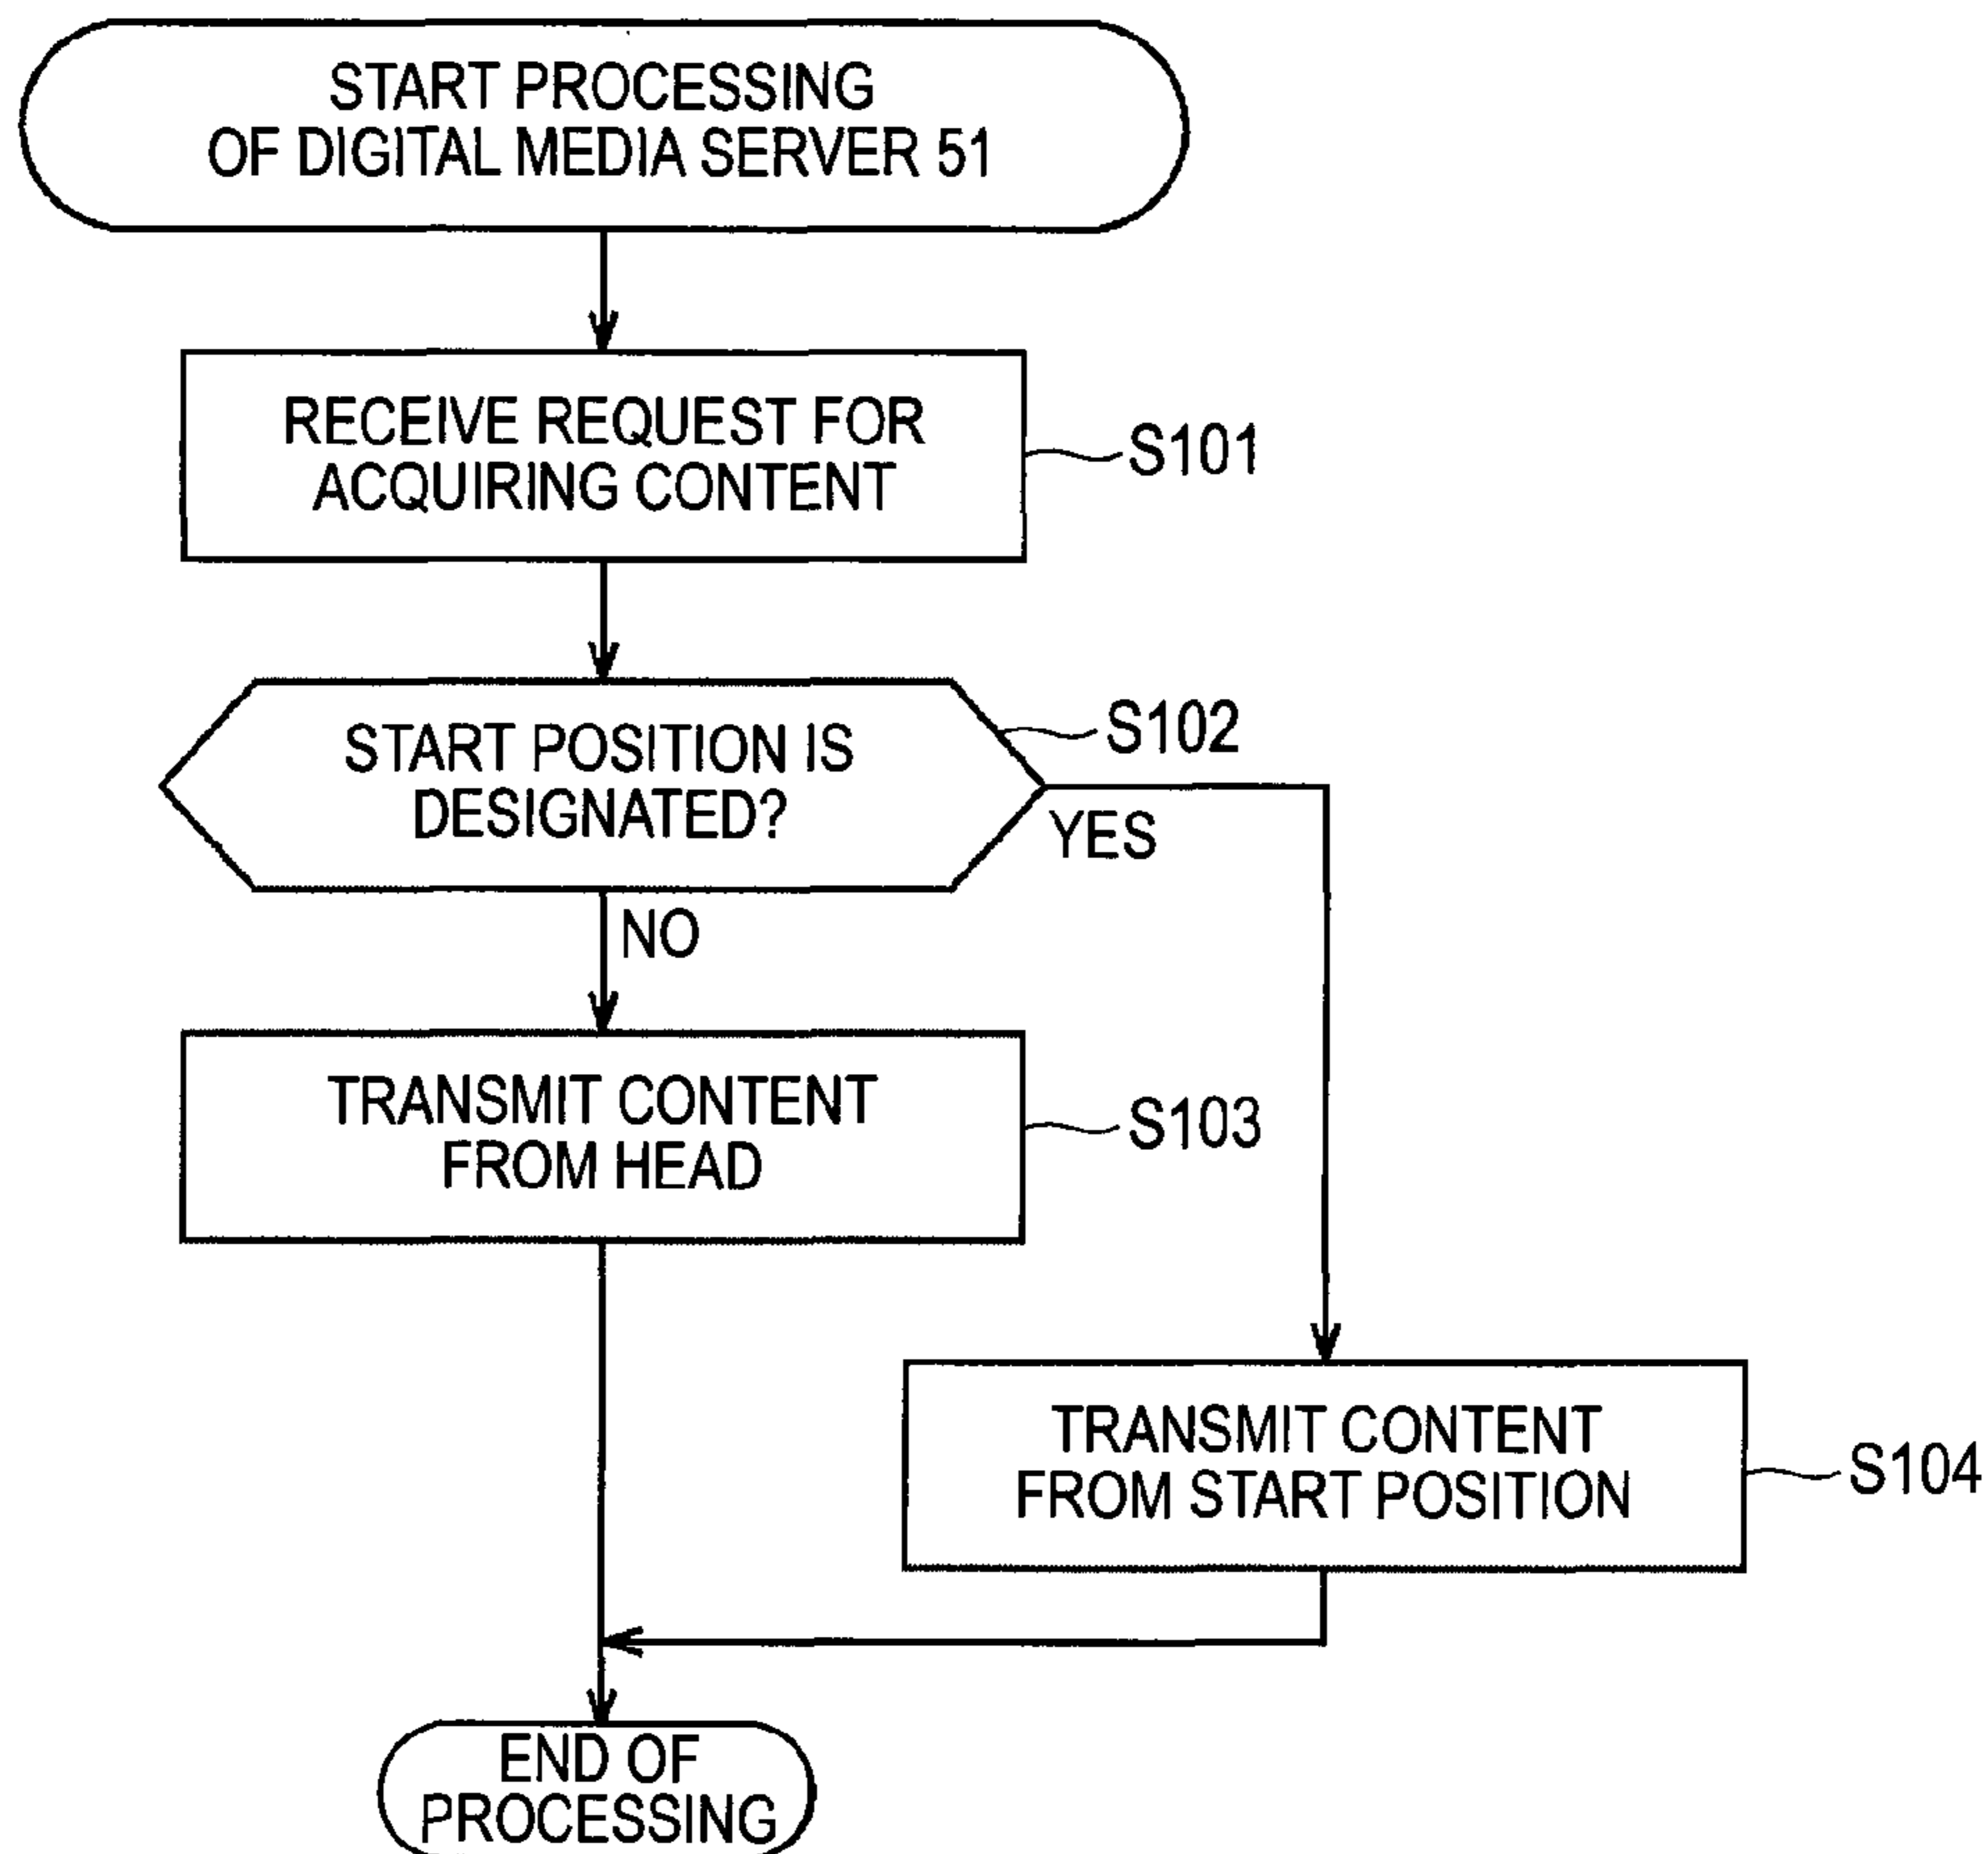 START PROCESSING
OF DIGITAL MEDIA SERVER 51
RECEIVE REQUEST FOR
ACQUIRING CONTENT
S101
START POSITION IS
DESIGNATED?
S102
YES
NO
TRANSMIT CONTENT
FROM HEAD
S103
TRANSMIT CONTENT
FROM START POSITION
S104
END OF
PROCESSING